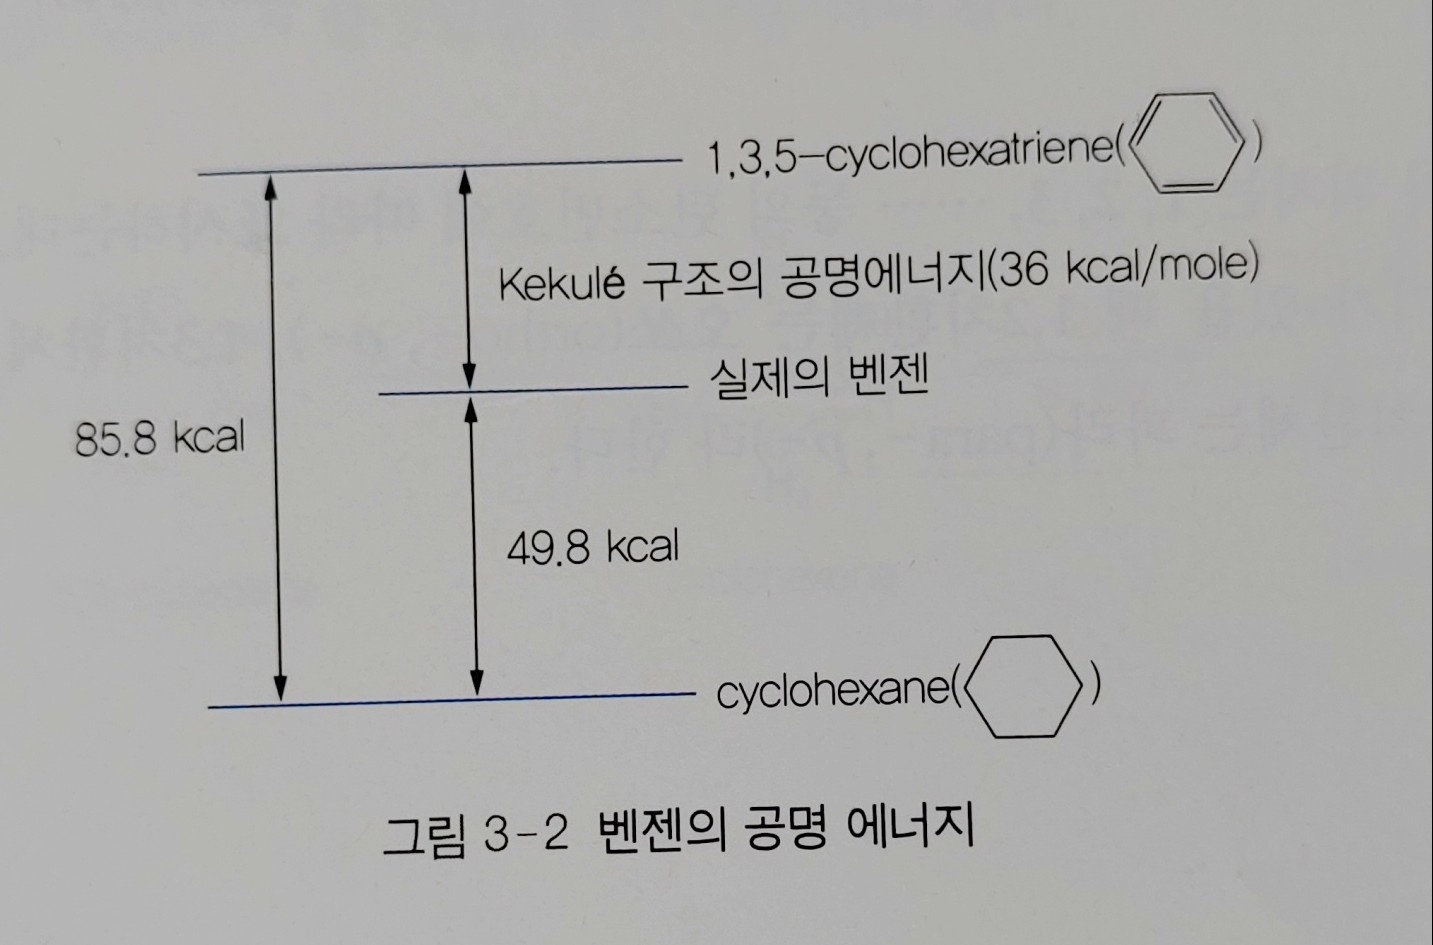 1,3,5-cyclohexatriene( )
Kekulé 구조의 공명에너지(36 kcal/mole)
실제의 벤젠
85.8 kcal
49.8 kcal
cyclohexane( )
그림 3-2 벤젠의 공명 에너지